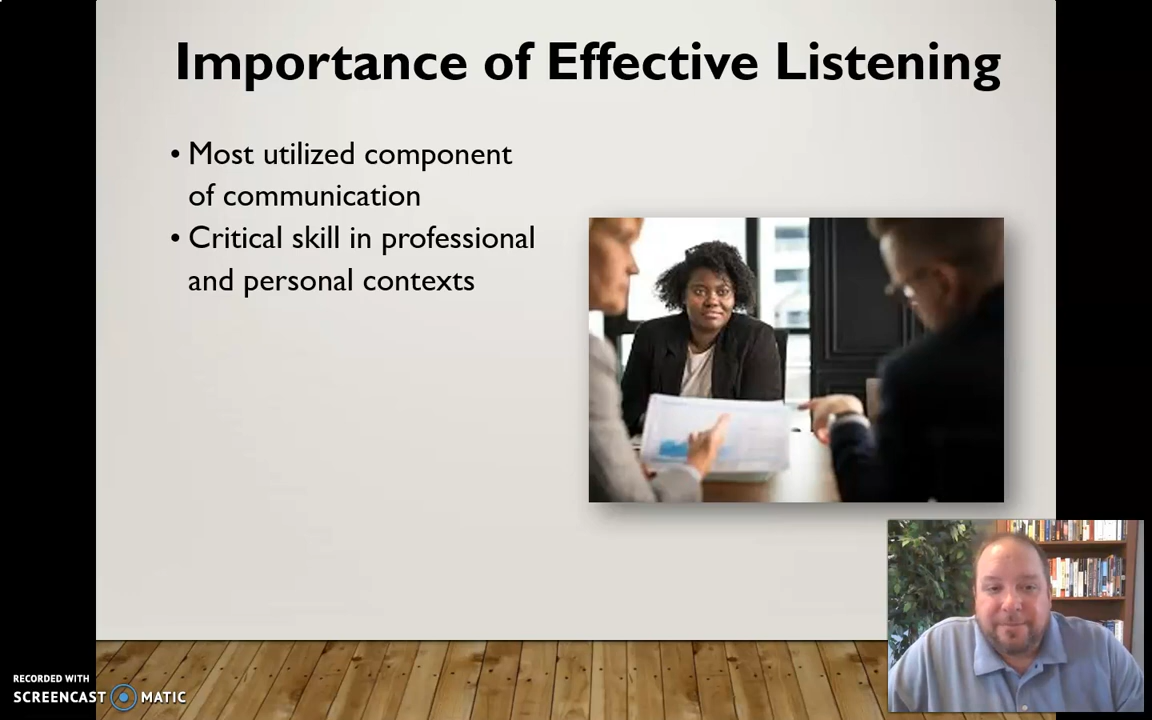 Importance of Effective Listening
• Most utilized component
of communication
• Critical skill in professional
and personal contexts
RECORDED WITH
SCREENCAST MATIC